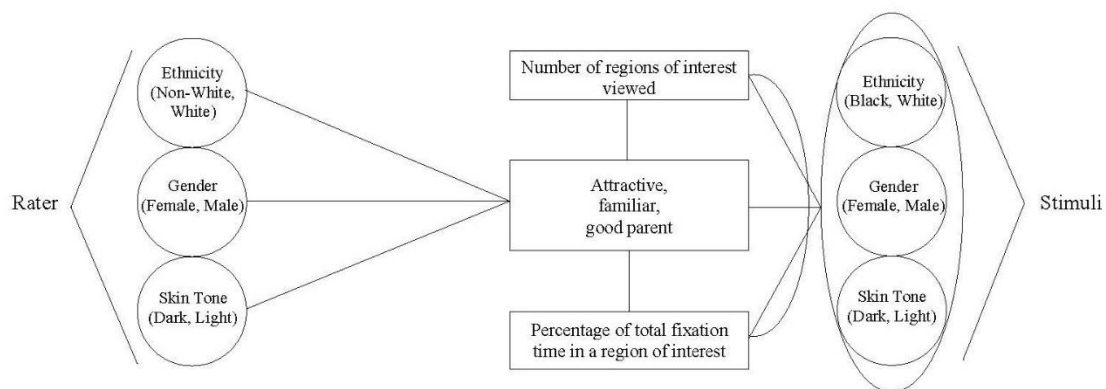 Rater
Ethnicity
(Non-White,
White)
Gender
(Female, Male)
Skin Tone
(Dark, Light)
Number of regions of interest
viewed
Attractive,
familiar,
good parent
Percentage of total fixation
time in a region of interest
Ethnicity
(Black, White)
Gender
(Female, Male)
Skin Tone
(Dark, Light)
Stimuli